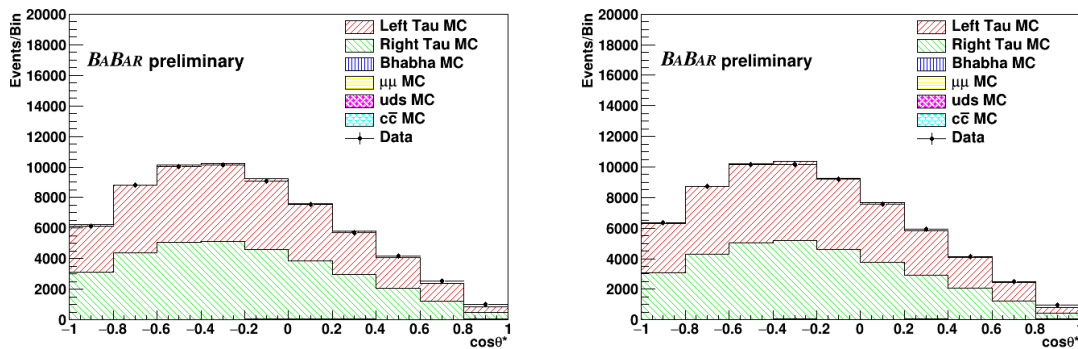 Events/Bin
20000
18000
16000
14000
12000
10000
8000
6000
4000
2000
0
BABAR preliminary
Left Tau MC
Right Tau MC
Bhabha MC
μμ MC
uds MC
cc̅ MC
Data
−1 −0.8 −0.6 −0.4 −0.2 0 0.2 0.4 0.6 0.8 1
cosθ*
Events/Bin
20000
18000
16000
14000
12000
10000
8000
6000
4000
2000
0
BABAR preliminary
Left Tau MC
Right Tau MC
Bhabha MC
μμ MC
uds MC
cc̅ MC
Data
−1 −0.8 −0.6 −0.4 −0.2 0 0.2 0.4 0.6 0.8 1
cosθ*